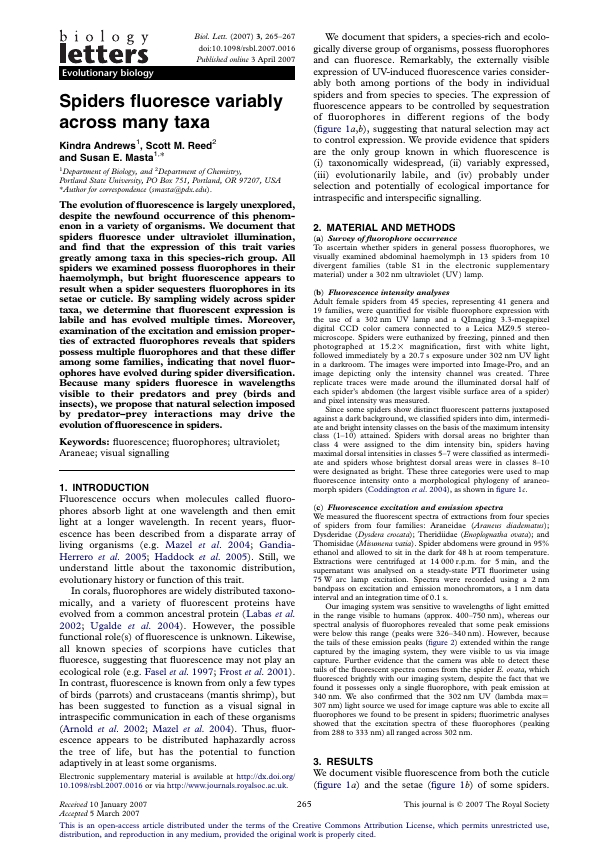 biology
letters
Evolutionary biology
Biol. Lett. (2007) 3, 265–267
doi:10.1098/rsbl.2007.0016
Published online 3 April 2007
Spiders fluoresce variably
across many taxa
Kindra Andrews1, Scott M. Reed2
and Susan E. Masta1,*
1Department of Biology, and 2Department of Chemistry,
Portland State University, PO Box 751, Portland, OR 97207, USA
*Author for correspondence (smasta@pdx.edu).
The evolution of fluorescence is largely unexplored,
despite the newfound occurrence of this phenom-
enon in a variety of organisms. We document that
spiders fluoresce under ultraviolet illumination,
and find that the expression of this trait varies
greatly among taxa in this species-rich group. All
spiders we examined possess fluorophores in their
haemolymph, but bright fluorescence appears to
result when a spider sequesters fluorophores in its
setae or cuticle. By sampling widely across spider
taxa, we determine that fluorescent expression is
labile and has evolved multiple times. Moreover,
examination of the excitation and emission proper-
ties of extracted fluorophores reveals that spiders
possess multiple fluorophores and that these differ
among some families, indicating that novel fluor-
ophores have evolved during spider diversification.
Because many spiders fluoresce in wavelengths
visible to their predators and prey (birds and
insects), we propose that natural selection imposed
by predator–prey interactions may drive the
evolution of fluorescence in spiders.
Keywords: fluorescence; fluorophores; ultraviolet;
Araneae; visual signalling
1. INTRODUCTION
Fluorescence occurs when molecules called fluoro-
phores absorb light at one wavelength and then emit
light at a longer wavelength. In recent years, fluor-
escence has been described from a disparate array of
living organisms (e.g. Mazel et al. 2004; Gandia-
Herrero et al. 2005; Haddock et al. 2005). Still, we
understand little about the taxonomic distribution,
evolutionary history or function of this trait.
In corals, fluorophores are widely distributed taxono-
mically, and a variety of fluorescent proteins have
evolved from a common ancestral protein (Labas et al.
2002; Ugalde et al. 2004). However, the possible
functional role(s) of fluorescence is unknown. Likewise,
all known species of scorpions have cuticles that
fluoresce, suggesting that fluorescence may not play an
ecological role (e.g. Fasel et al. 1997; Frost et al. 2001).
In contrast, fluorescence is known from only a few types
of birds (parrots) and crustaceans (mantis shrimp), but
has been suggested to function as a visual signal in
intraspecific communication in each of these organisms
(Arnold et al. 2002; Mazel et al. 2004). Thus, fluor-
escence appears to be distributed haphazardly across
the tree of life, but has the potential to function
adaptively in at least some organisms.
Electronic supplementary material is available at http://dx.doi.org/
10.1098/rsbl.2007.0016 or via http://www.journals.royalsoc.ac.uk.
We document that spiders, a species-rich and ecolo-
gically diverse group of organisms, possess fluorophores
and can fluoresce. Remarkably, the externally visible
expression of UV-induced fluorescence varies consider-
ably both among portions of the body in individual
spiders and from species to species. The expression of
fluorescence appears to be controlled by sequestration
of fluorophores in different regions of the body
(figure 1a,b), suggesting that natural selection may act
to control expression. We provide evidence that spiders
are the only group known in which fluorescence is
(i) taxonomically widespread, (ii) variably expressed,
(iii) evolutionarily labile, and (iv) probably under
selection and potentially of ecological importance for
intraspecific and interspecific signalling.
2. MATERIAL AND METHODS
(a) Survey of fluorophore occurrence
To ascertain whether spiders in general possess fluorophores, we
visually examined abdominal haemolymph in 13 spiders from 10
divergent families (table S1 in the electronic supplementary
material) under a 302 nm ultraviolet (UV) lamp.
(b) Fluorescence intensity analyses
Adult female spiders from 45 species, representing 41 genera and
19 families, were quantified for visible fluorophore expression with
the use of a 302 nm UV lamp and a QImaging 3.3-megapixel
digital CCD color camera connected to a Leica MZ9.5 stereo-
microscope. Spiders were euthanized by freezing, pinned and then
photographed at 15.2× magnification, first with white light,
followed immediately by a 20.7 s exposure under 302 nm UV light
in a darkroom. The images were imported into Image-Pro, and an
image depicting only the intensity channel was created. Three
replicate traces were made around the illuminated dorsal half of
each spider's abdomen (the largest visible surface area of a spider)
and pixel intensity was measured.
Since some spiders show distinct fluorescent patterns juxtaposed
against a dark background, we classified spiders into dim, intermedi-
ate and bright intensity classes on the basis of the maximum intensity
class (1–10) attained. Spiders with dorsal areas no brighter than
class 4 were assigned to the dim intensity bin, spiders having
maximal dorsal intensities in classes 5–7 were classified as intermedi-
ate and spiders whose brightest dorsal areas were in classes 8–10
were designated as bright. These three categories were used to map
fluorescence intensity onto a morphological phylogeny of araneo-
morph spiders (Coddington et al. 2004), as shown in figure 1c.
(c) Fluorescence excitation and emission spectra
We measured the fluorescent spectra of extractions from four species
of spiders from four families: Araneidae (Araneus diadematus);
Dysderidae (Dysdera crocata); Theridiidae (Enoplognatha ovata); and
Thomisidae (Misumena vatia). Spider abdomens were ground in 95%
ethanol and allowed to sit in the dark for 48 h at room temperature.
Extractions were centrifuged at 14 000 r.p.m. for 5 min, and the
supernatant was analysed on a steady-state PTI fluorimeter using
75 W arc lamp excitation. Spectra were recorded using a 2 nm
bandpass on excitation and emission monochromators, a 1 nm data
interval and an integration time of 0.1 s.
Our imaging system was sensitive to wavelengths of light emitted
in the range visible to humans (approx. 400–750 nm), whereas our
spectral analysis of fluorophores revealed that some peak emissions
were below this range (peaks were 326–340 nm). However, because
the tails of these emission peaks (figure 2) extended within the range
captured by the imaging system, they were visible to us via image
capture. Further evidence that the camera was able to detect these
tails of the fluorescent spectra comes from the spider E. ovata, which
fluoresced brightly with our imaging system, despite the fact that we
found it possesses only a single fluorophore, with peak emission at
340 nm. We also confirmed that the 302 nm UV (lambda max=
307 nm) light source we used for image capture was able to excite all
fluorophores we found to be present in spiders; fluorimetric analyses
showed that the excitation spectra of these fluorophores (peaking
from 288 to 333 nm) all ranged across 302 nm.
3. RESULTS
We document visible fluorescence from both the cuticle
(figure 1a) and the setae (figure 1b) of some spiders.
Received 10 January 2007
Accepted 5 March 2007
265
This journal is © 2007 The Royal Society
This is an open-access article distributed under the terms of the Creative Commons Attribution License, which permits unrestricted use,
distribution, and reproduction in any medium, provided the original work is properly cited.